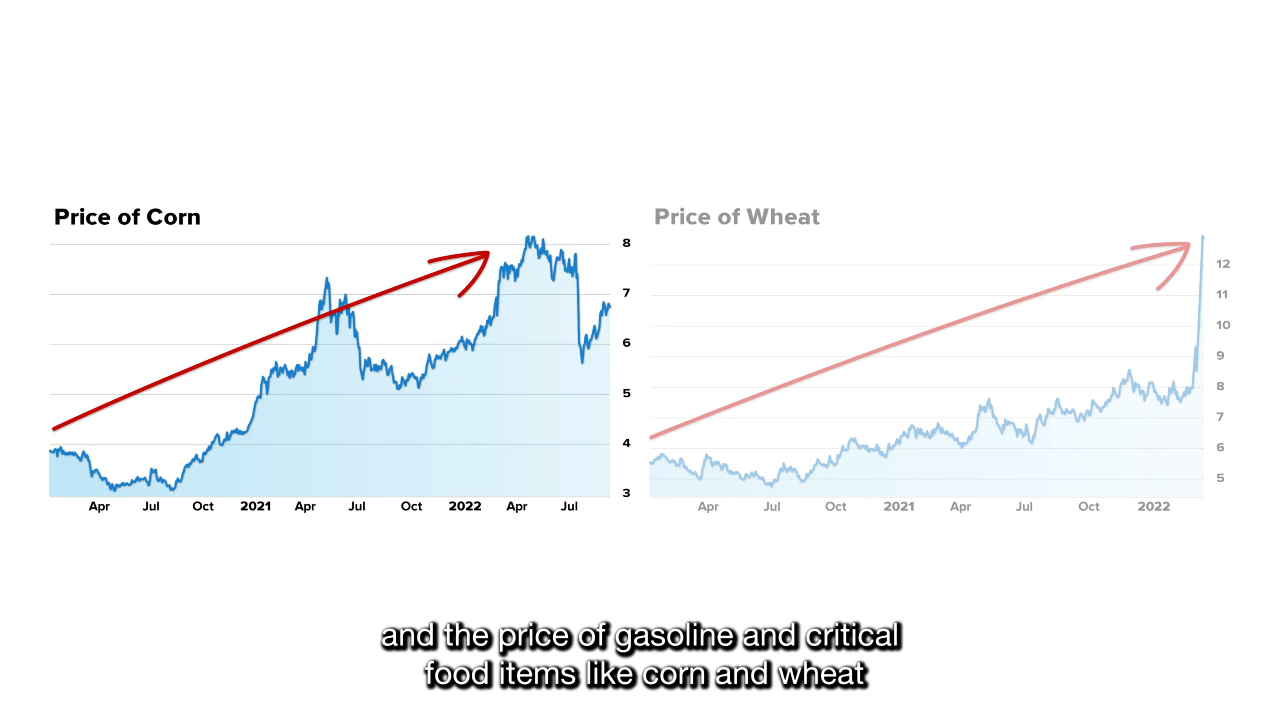 Price of Corn
8
7
6
5
4
3
Apr Jul Oct 2021 Apr Jul Oct 2022 Apr Jul
Price of Wheat
12
11
10
9
8
7
6
5
Apr Jul Oct 2021 Apr Jul Oct 2022
and the price of gasoline and critical
food items like corn and wheat